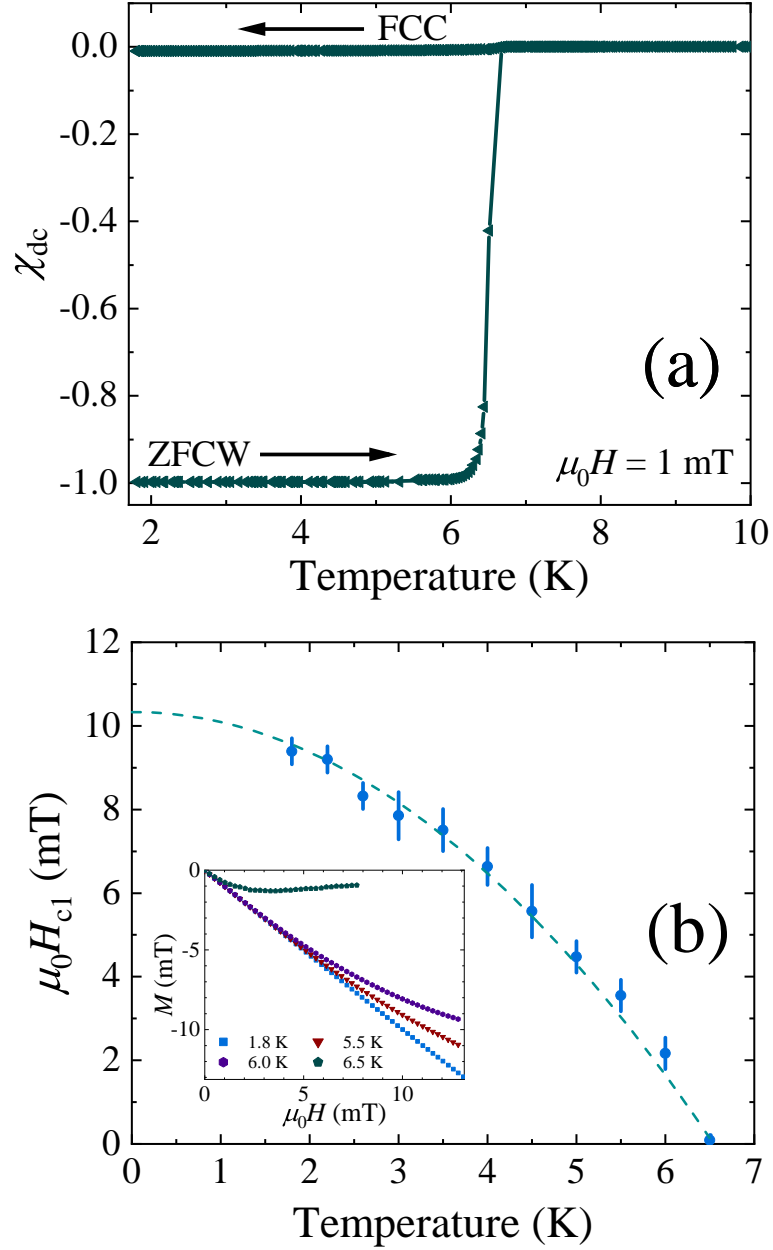 FCC
0.0
-0.2
-0.4
-0.6
-0.8
-1.0
χdc
(a)
ZFCW
μ0H = 1 mT
2 4 6 8 10
Temperature (K)
12
10
8
6
4
2
0
μ0Hc1 (mT)
(b)
0
-5
-10
M (mT)
1.8 K 5.5 K
6.0 K 6.5 K
0 5 10
μ0H (mT)
0 1 2 3 4 5 6 7
Temperature (K)